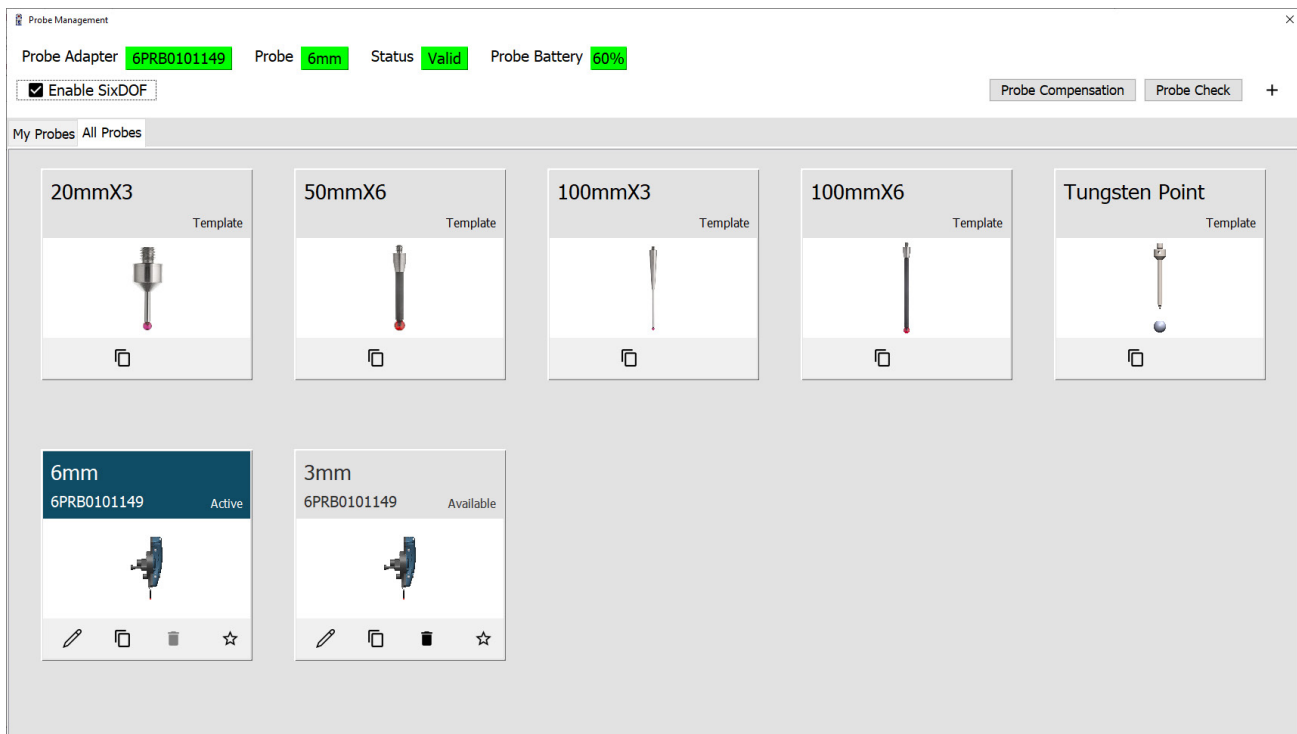 Probe Management
Probe Adapter 6PRB0101149 Probe 6mm Status Valid Probe Battery 60%
Enable SixDOF Probe Compensation Probe Check +
My Probes All Probes
20mmX3 50mmX6 100mmX3 100mmX6 Tungsten Point
Template Template Template Template Template
6mm 3mm
6PRB0101149 Active 6PRB0101149 Available